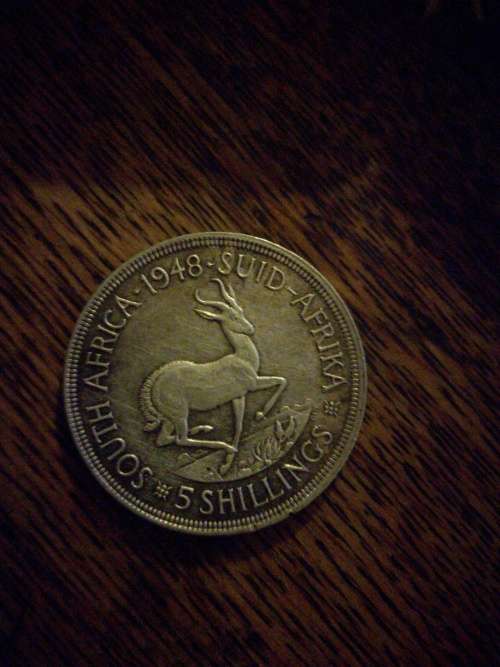 SOUTH AFRICA · 1948 · SUID-AFRIKA
5 SHILLINGS